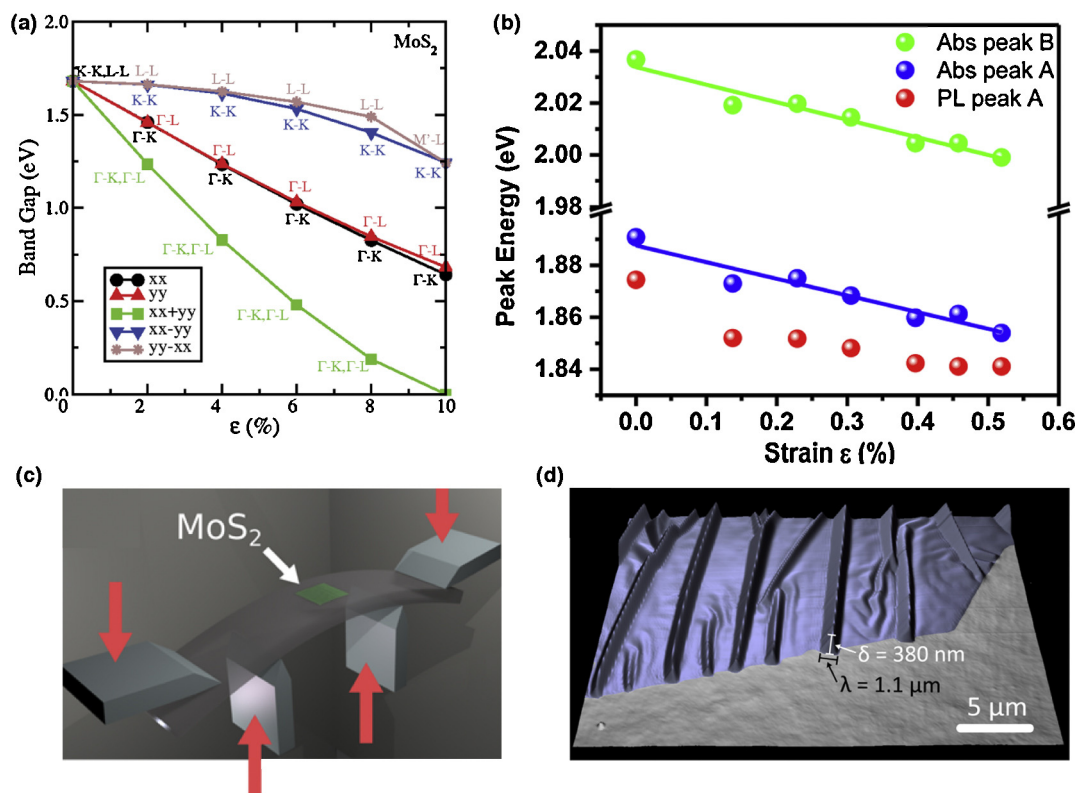 (a)
MoS₂
2.0
1.5
1.0
0.5
0.0
Band Gap (eV)
K-K,L-L
L-L
L-L
L-L
L-L
M'-L
K-K
K-K
K-K
K-K
K-K
Γ-L
Γ-K
Γ-L
Γ-K
Γ-L
Γ-K
Γ-L
Γ-K
Γ-L
Γ-K
Γ-K,Γ-L
Γ-K,Γ-L
Γ-K,Γ-L
Γ-K,Γ-L
xx
yy
xx+yy
xx-yy
yy-xx
0 2 4 6 8 10
ε (%)
(b)
Abs peak B
Abs peak A
PL peak A
2.04
2.02
2.00
1.98
1.88
1.86
1.84
Peak Energy (eV)
0.0 0.1 0.2 0.3 0.4 0.5 0.6
Strain ε (%)
(c)
MoS₂
(d)
δ = 380 nm
λ = 1.1 μm
5 μm